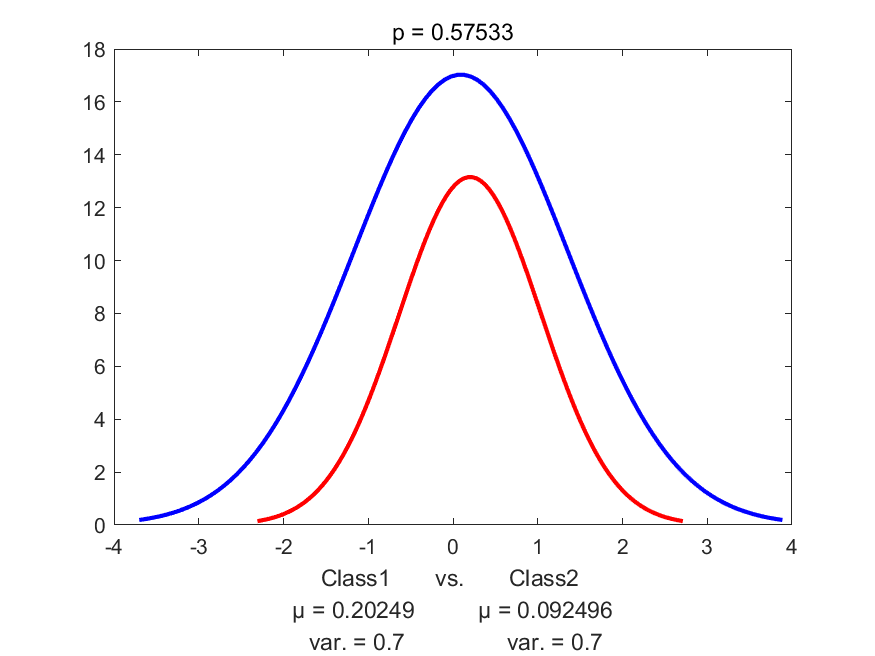 p = 0.57533
18
16
14
12
10
8
6
4
2
0
-4 -3 -2 -1 0 1 2 3 4
Class1 vs. Class2
μ = 0.20249 μ = 0.092496
var. = 0.7 var. = 0.7